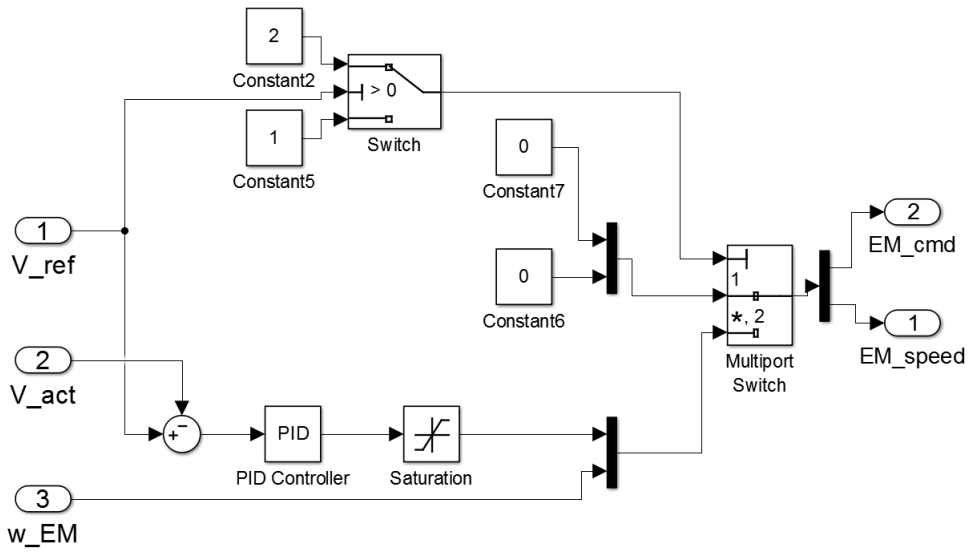 2
Constant2
> 0
Switch
1
Constant5
0
Constant7
1
V_ref
0
Constant6
1
*, 2
Multiport
Switch
2
EM_cmd
1
EM_speed
2
V_act
+
−
PID
PID Controller
Saturation
3
w_EM